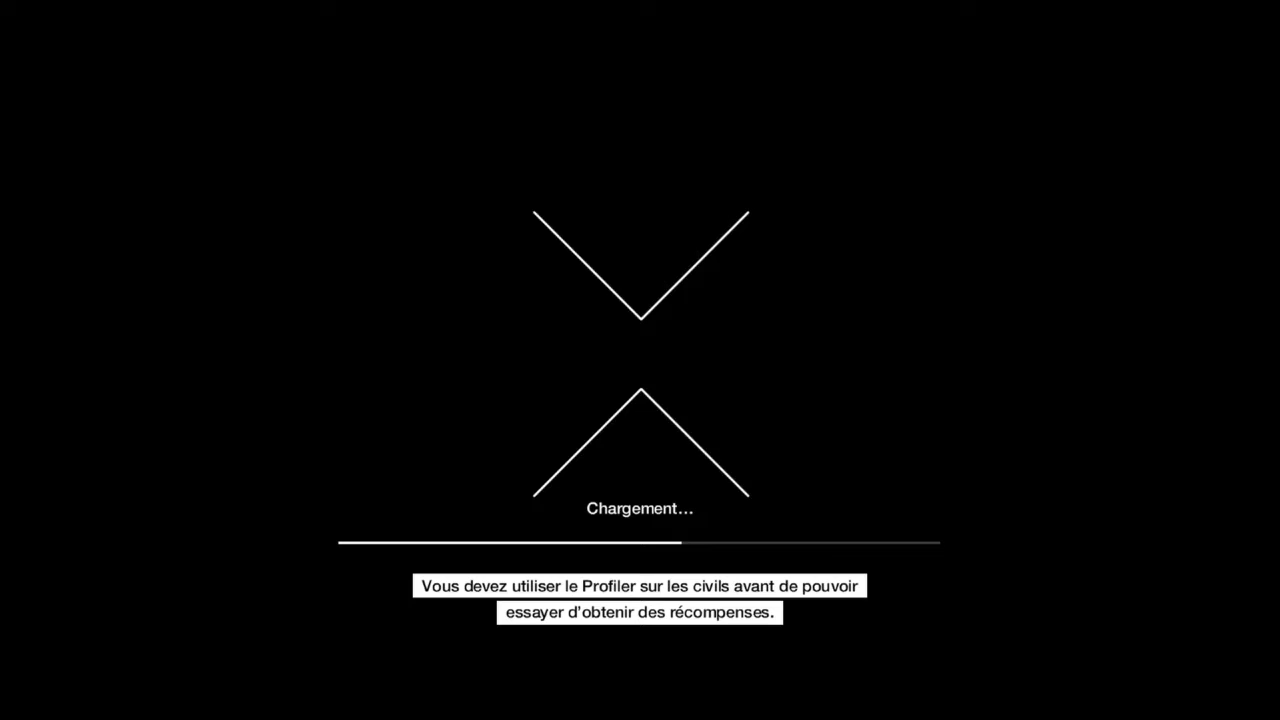 Chargement...
Vous devez utiliser le Profiler sur les civils avant de pouvoir
essayer d'obtenir des récompenses.